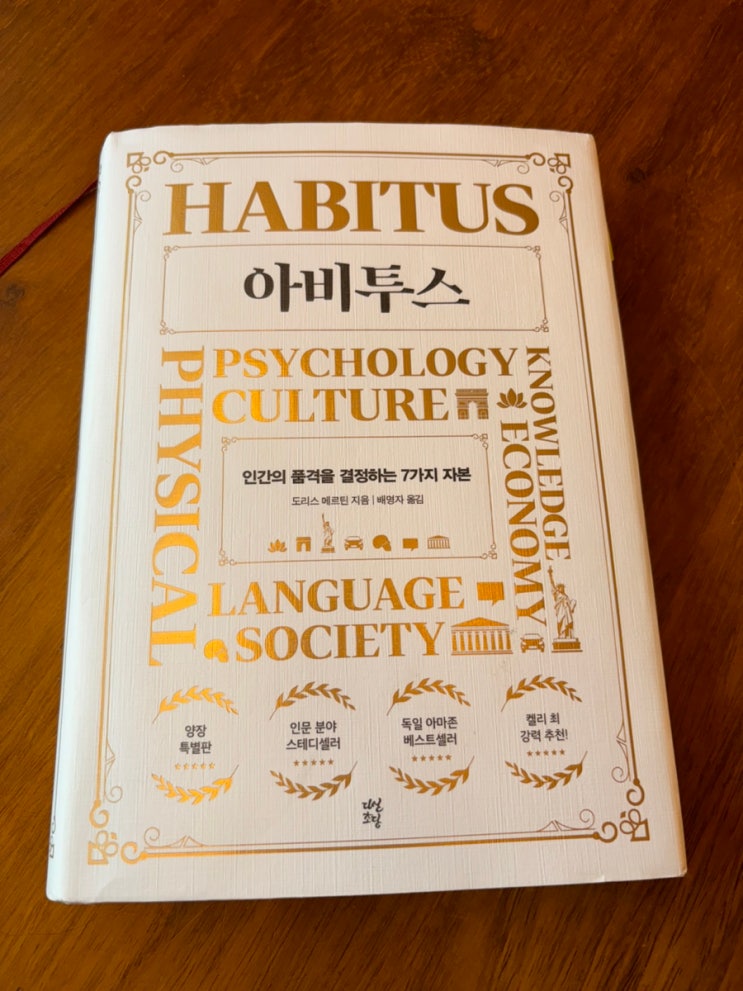 HABITUS
아비투스
PHYSICAL
PSYCHOLOGY
CULTURE
KNOWLEDGE
ECONOMY
인간의 품격을 결정하는 7가지 자본
도리스 메르틴 지음 | 배명자 옮김
LANGUAGE
SOCIETY
양장
특별판
인문 분야
스테디셀러
독일 아마존
베스트셀러
켈리 최
강력 추천!
다산
초당